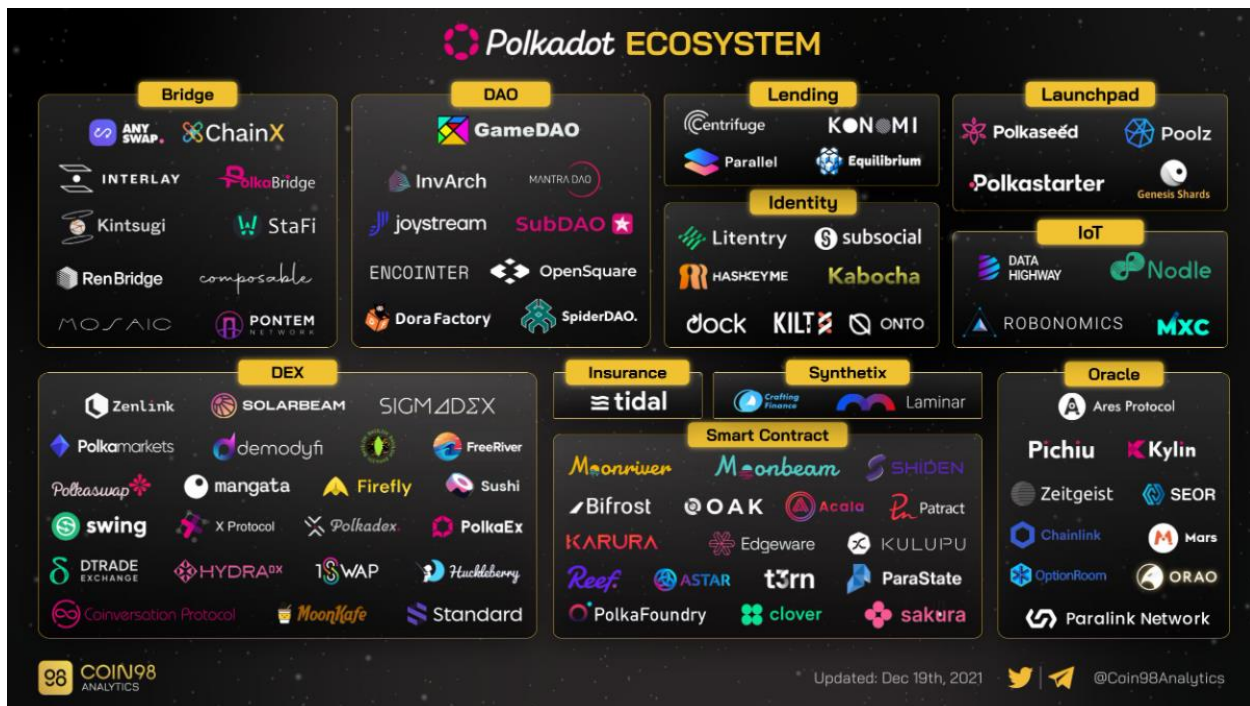 Polkadot ECOSYSTEM
Bridge
ANY SWAP.
ChainX
INTERLAY
PolkaBridge
Kintsugi
StaFi
RenBridge
composable
MOSAIC
PONTEM NETWORK
DAO
GameDAO
InvArch
MANTRA DAO
joystream
SubDAO
ENCOINTER
OpenSquare
Dora Factory
SpiderDAO.
Lending
Centrifuge
KONOMI
Parallel
Equilibrium
Identity
Litentry
subsocial
HASHKEY ME
Kabocha
dock
KILT
ONTO
Launchpad
Polkaseed
Poolz
Polkastarter
Genesis Shards
IoT
DATA HIGHWAY
Nodle
ROBONOMICS
MXC
DEX
Zenlink
SOLARBEAM
SIGMADEX
Polkamarkets
demodyfi
FreeRiver
Polkaswap
mangata
Firefly
Sushi
swing
X Protocol
Polkadex.
PolkaEx
DTRADE EXCHANGE
HYDRADX
1SWAP
Huckleberry
Coinversation Protocol
MoonKafe
Standard
Insurance
tidal
Synthetix
Crafting Finance
Laminar
Smart Contract
Moonriver
Moonbeam
SHIDEN
Bifrost
OAK
Acala
Patract
KARURA
Edgeware
KULUPU
Reef.
ASTAR
t3rn
ParaState
PolkaFoundry
clover
sakura
Oracle
Ares Protocol
Pichiu
Kylin
Zeitgeist
SEOR
Chainlink
Mars
OptionRoom
ORAO
Paralink Network
98 COIN98 ANALYTICS
Updated: Dec 19th, 2021
@Coin98Analytics